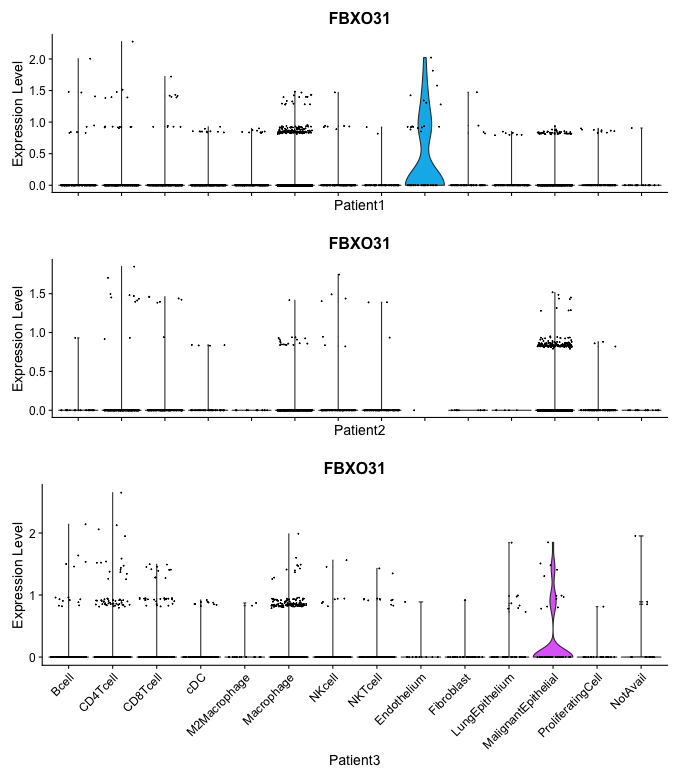 FBXO31
Expression Level
2.0
1.5
1.0
0.5
0.0
Patient1
FBXO31
Expression Level
1.5
1.0
0.5
0.0
Patient2
FBXO31
Expression Level
2
1
0
Bcell
CD4Tcell
CD8Tcell
cDC
M2Macrophage
Macrophage
NKcell
NKTcell
Endothelium
Fibroblast
LungEpithelium
MalignantEpithelial
ProliferatingCell
NotAvail
Patient3